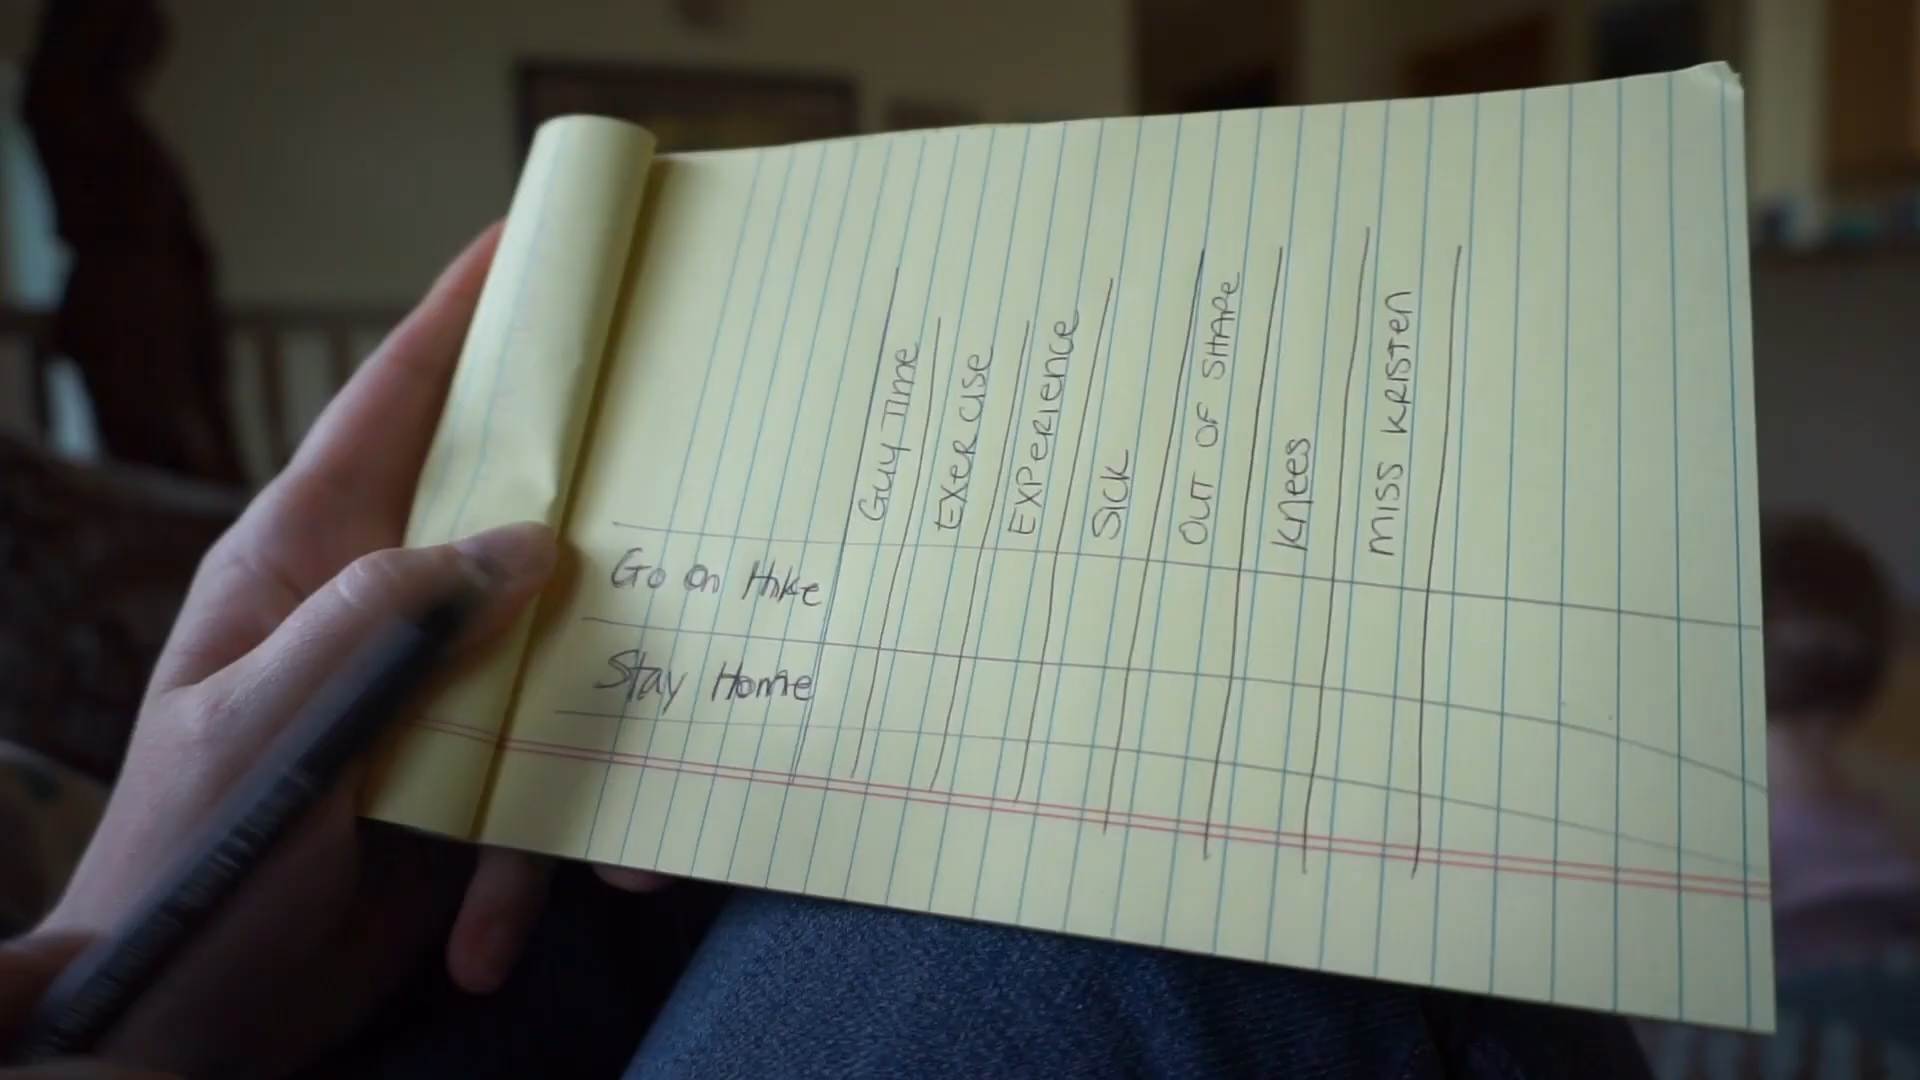 Guy Time
Exercise
Experience
Sick
Out of Shape
Knees
Miss Kristen
Go on Hike
Stay Home